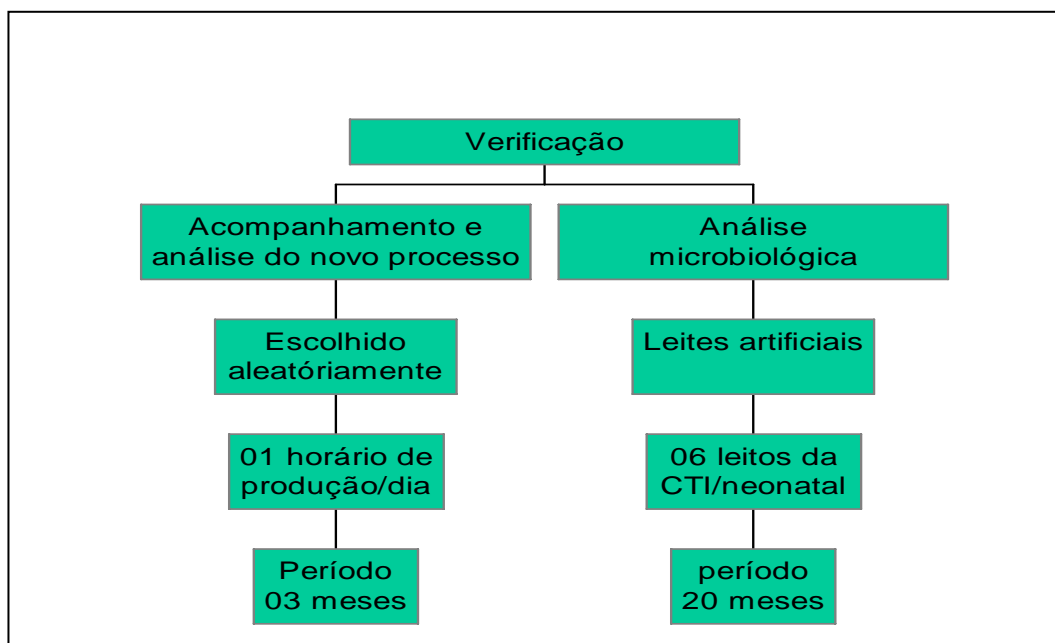 Verificação
Acompanhamento e
análise do novo processo
Análise
microbiológica
Escolhido
aleatóriamente
Leites artificiais
01 horário de
produção/dia
06 leitos da
CTI/neonatal
Período
03 meses
período
20 meses